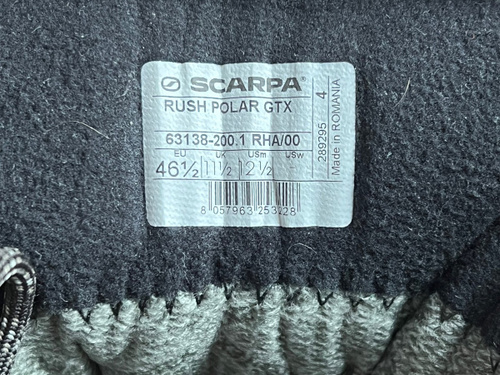 SCARPA®
RUSH POLAR GTX
63138-200.1 RHA/00
EU UK USm USw
46½ 11½ 12½ -
8 057963 253228
289295 4
Made in ROMANIA